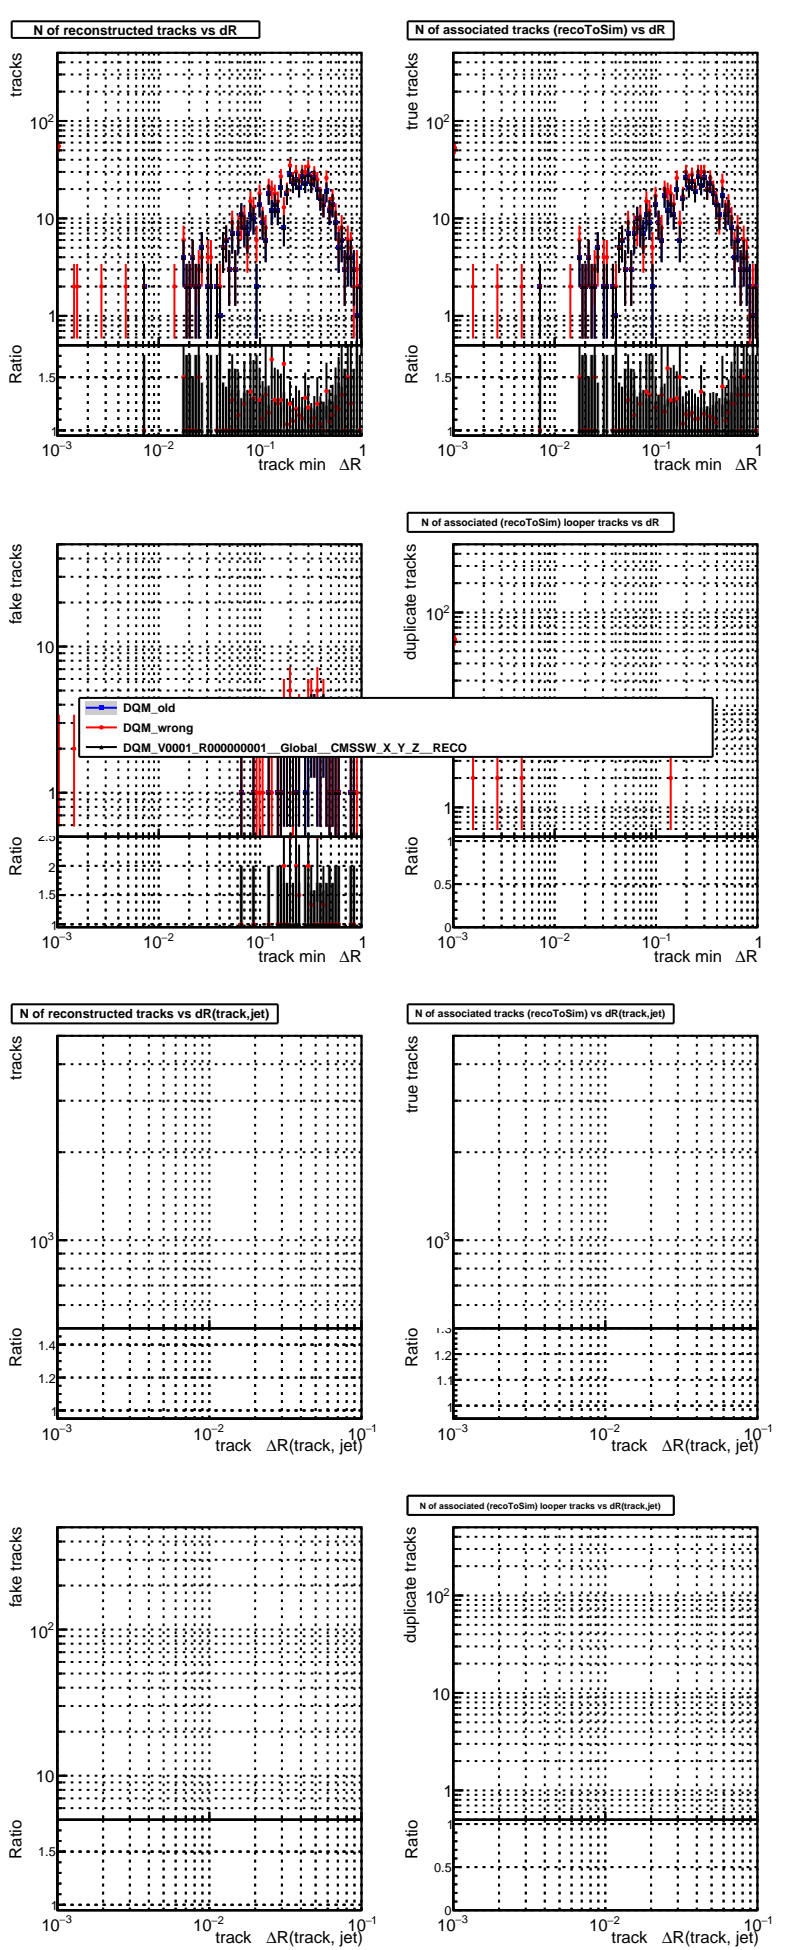 N of reconstructed tracks vs dR
tracks
10²
10
1
Ratio
1.5
1
10⁻³
10⁻²
10⁻¹
1
track min ΔR
N of associated tracks (recoToSim) vs dR
true tracks
10²
10
1
Ratio
1.5
1
10⁻³
10⁻²
10⁻¹
1
track min ΔR
fake tracks
10
1
Ratio
2.5
2
1.5
1
10⁻³
10⁻²
10⁻¹
1
track min ΔR
N of associated (recoToSim) looper tracks vs dR
duplicate tracks
10²
1
Ratio
1
0.5
0
10⁻³
10⁻²
10⁻¹
1
track min ΔR
DQM_old
DQM_wrong
DQM_V0001_R000000001__Global__CMSSW_X_Y_Z__RECO
N of reconstructed tracks vs dR(track,jet)
tracks
10³
Ratio
1.4
1.2
1
10⁻³
10⁻²
10⁻¹
track ΔR(track, jet)
N of associated tracks (recoToSim) vs dR(track,jet)
true tracks
10³
Ratio
1.3
1.2
1.1
1
10⁻³
10⁻²
10⁻¹
track ΔR(track, jet)
fake tracks
10²
10
Ratio
1.5
1
10⁻³
10⁻²
10⁻¹
track ΔR(track, jet)
N of associated (recoToSim) looper tracks vs dR(track,jet)
duplicate tracks
10²
10
1
Ratio
1
0.5
0
10⁻³
10⁻²
10⁻¹
track ΔR(track, jet)